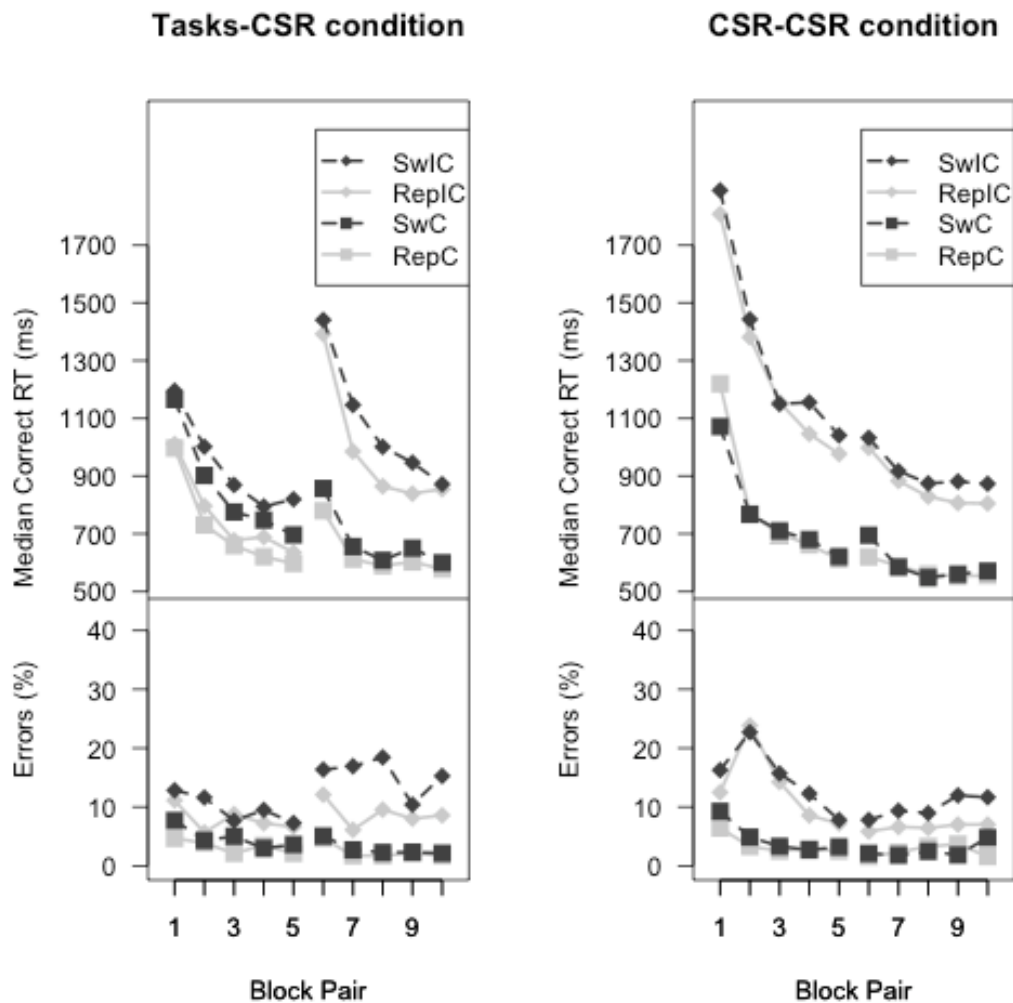 Tasks-CSR condition
SwIC
RepIC
SwC
RepC
1700
1500
1300
1100
900
700
500
Median Correct RT (ms)
40
30
20
10
0
Errors (%)
1 3 5 7 9
Block Pair
CSR-CSR condition
SwIC
RepIC
SwC
RepC
1700
1500
1300
1100
900
700
500
Median Correct RT (ms)
40
30
20
10
0
Errors (%)
1 3 5 7 9
Block Pair